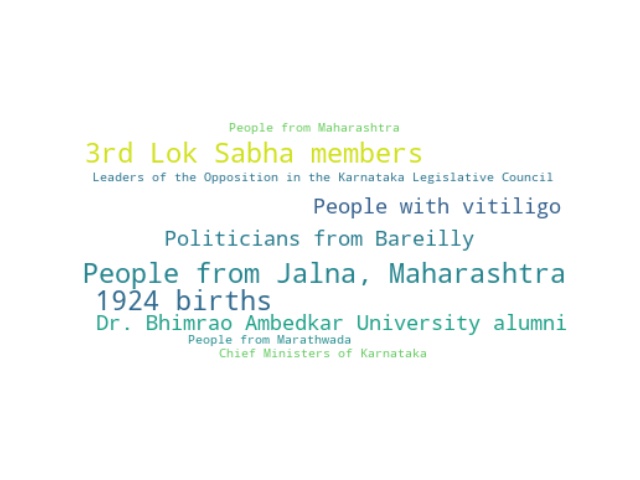 People from Maharashtra
3rd Lok Sabha members
Leaders of the Opposition in the Karnataka Legislative Council
People with vitiligo
Politicians from Bareilly
People from Jalna, Maharashtra
1924 births
Dr. Bhimrao Ambedkar University alumni
People from Marathwada
Chief Ministers of Karnataka